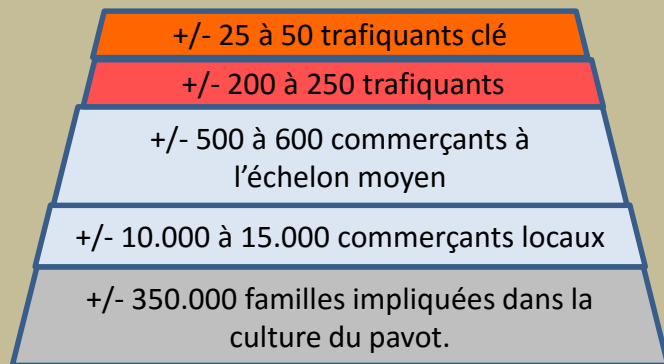 +/- 25 à 50 trafiquants clé
+/- 200 à 250 trafiquants
+/- 500 à 600 commerçants à
l’échelon moyen
+/- 10.000 à 15.000 commerçants locaux
+/- 350.000 familles impliquées dans la
culture du pavot.